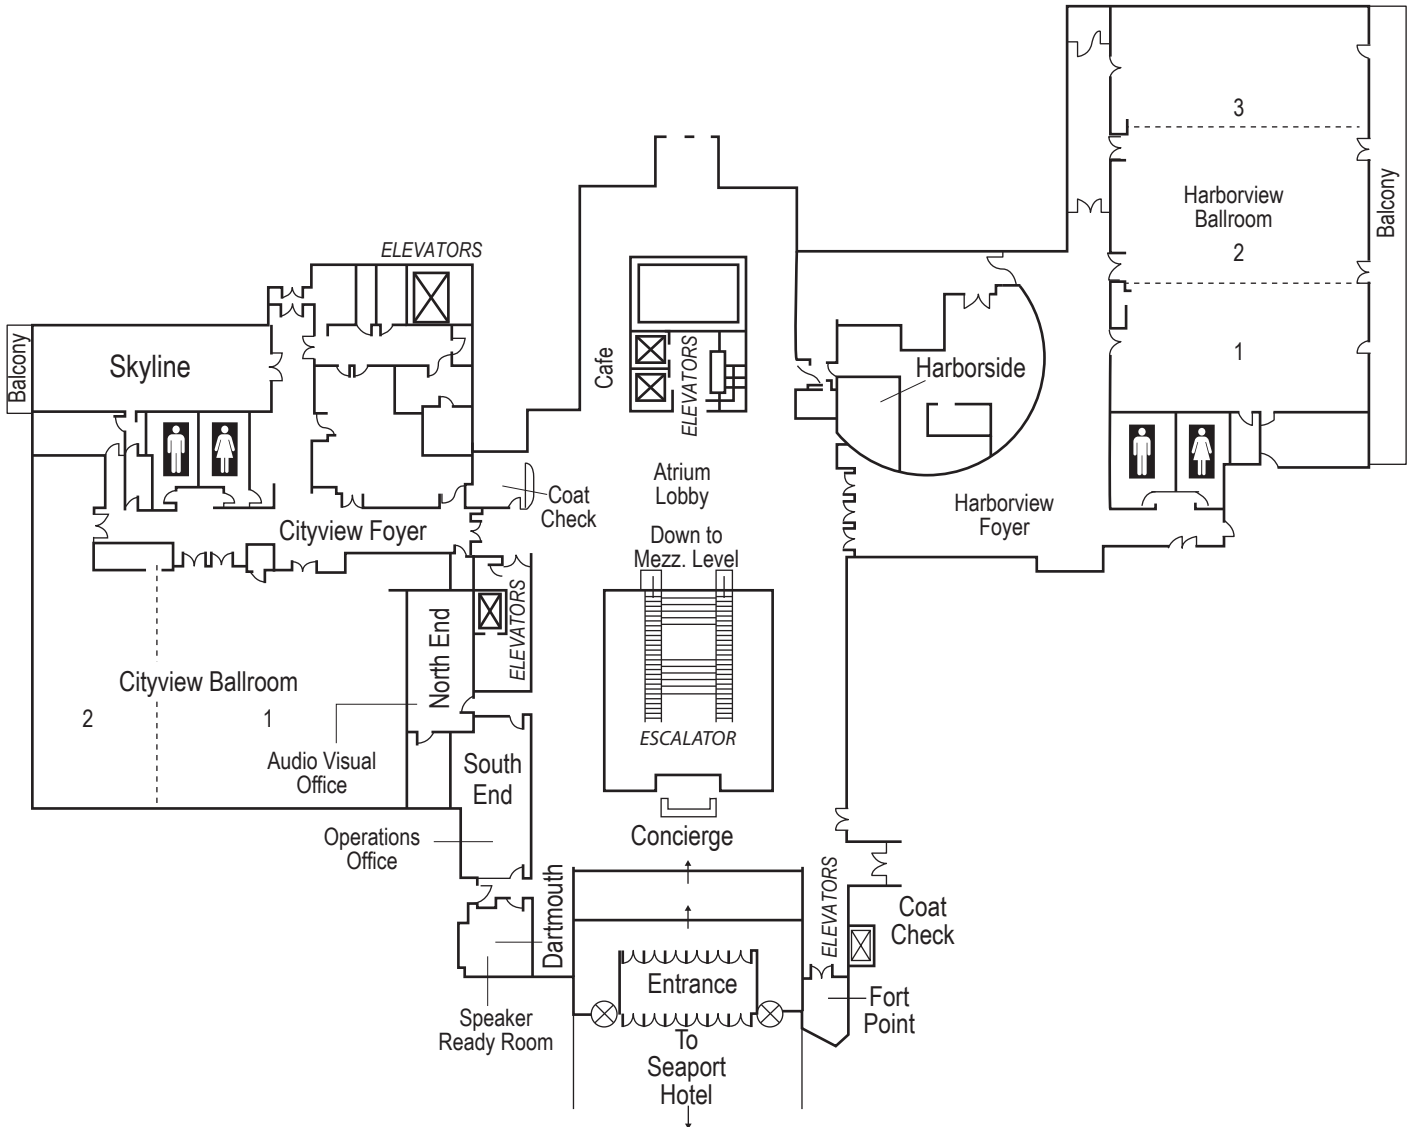 3
Harborview
Ballroom
2
1
Balcony
ELEVATORS
Balcony
Skyline
Cafe
ELEVATORS
Harborside
Atrium
Lobby
Coat
Check
Harborview
Foyer
Cityview Foyer
Down to
Mezz. Level
ELEVATORS
North End
Cityview Ballroom
2
1
ESCALATOR
Audio Visual
Office
South
End
Operations
Office
Concierge
Dartmouth
ELEVATORS
Coat
Check
Entrance
Fort
Point
Speaker
Ready Room
To
Seaport
Hotel